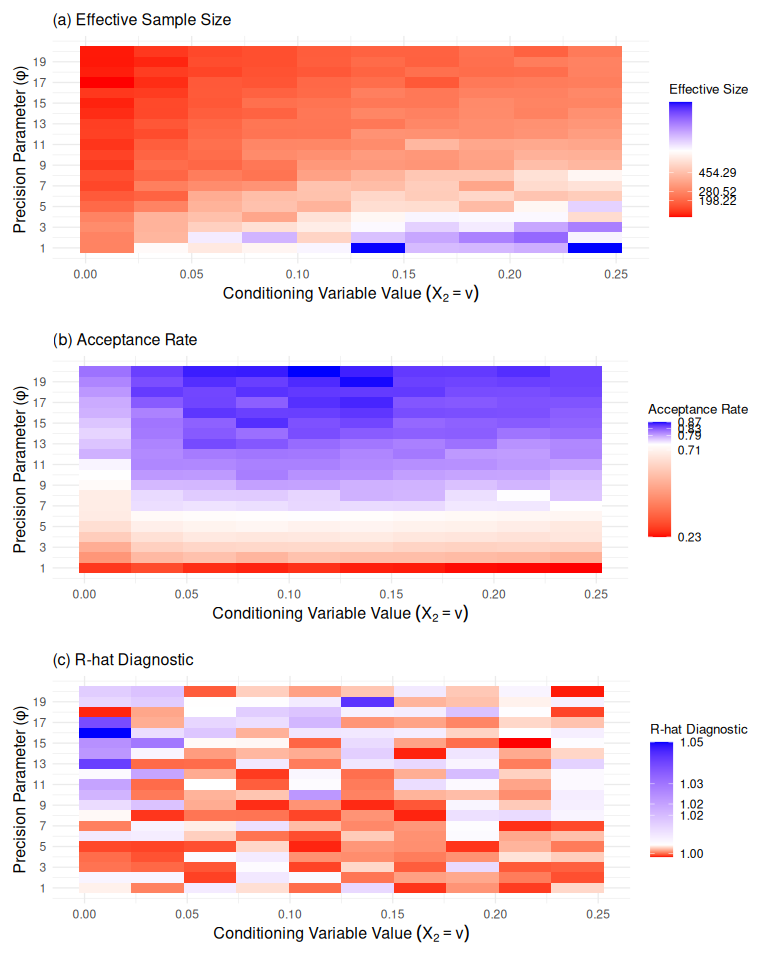 (a) Effective Sample Size
Precision Parameter (φ)
19
17
15
13
11
9
7
5
3
1
0.00 0.05 0.10 0.15 0.20 0.25
Conditioning Variable Value (X₂ = v)
Effective Size
454.29
280.52
198.22
(b) Acceptance Rate
Precision Parameter (φ)
19
17
15
13
11
9
7
5
3
1
0.00 0.05 0.10 0.15 0.20 0.25
Conditioning Variable Value (X₂ = v)
Acceptance Rate
0.87
0.83
0.79
0.71
0.23
(c) R-hat Diagnostic
Precision Parameter (φ)
19
17
15
13
11
9
7
5
3
1
0.00 0.05 0.10 0.15 0.20 0.25
Conditioning Variable Value (X₂ = v)
R-hat Diagnostic
1.05
1.03
1.02
1.00